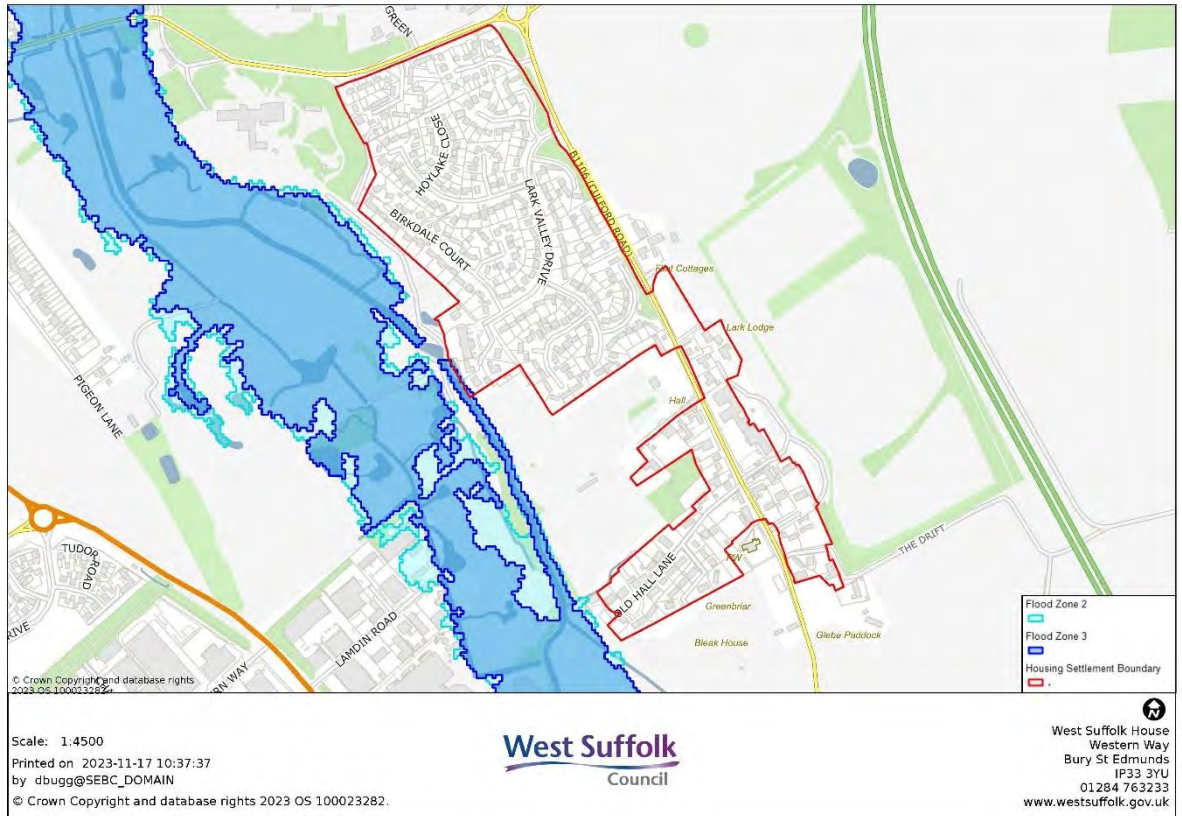 GREEN
HOYLAKE CLOSE
LARK VALLEY DRIVE
BIRKDALE COURT
B1106 (CULFORD ROAD)
Flint Cottages
Lark Lodge
Hall
PIGEON LANE
THE DRIFT
TUDOR
ROAD
PW
OLD HALL LANE
Greenbriar
Bleak House
Glebe Paddock
LAMDIN ROAD
Flood Zone 2
Flood Zone 3
Housing Settlement Boundary
© Crown Copyright and database rights
2023 OS 100023282.
Scale: 1:4500
Printed on 2023-11-17 10:37:37
by dbugg@SEBC_DOMAIN
© Crown Copyright and database rights 2023 OS 100023282.
West Suffolk
Council
N
West Suffolk House
Western Way
Bury St Edmunds
IP33 3YU
01284 763233
www.westsuffolk.gov.uk